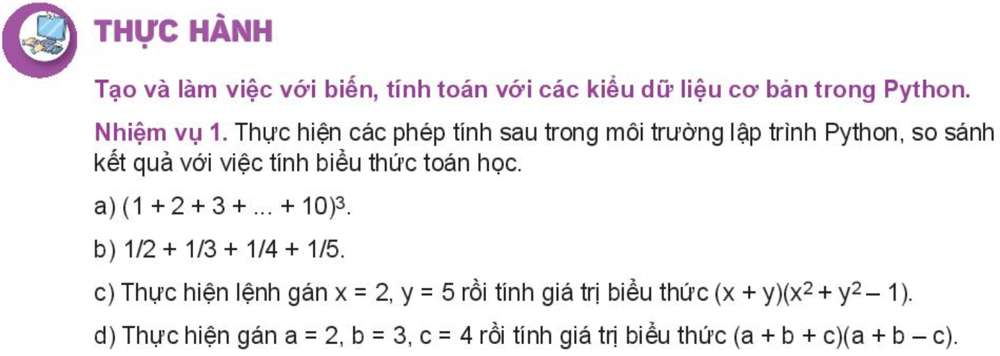 THỰC HÀNH
Tạo và làm việc với biến, tính toán với các kiểu dữ liệu cơ bản trong Python.
Nhiệm vụ 1. Thực hiện các phép tính sau trong môi trường lập trình Python, so sánh
kết quả với việc tính biểu thức toán học.
a) (1 + 2 + 3 + ... + 10)³.
b) 1/2 + 1/3 + 1/4 + 1/5.
c) Thực hiện lệnh gán x = 2, y = 5 rồi tính giá trị biểu thức (x + y)(x² + y² – 1).
d) Thực hiện gán a = 2, b = 3, c = 4 rồi tính giá trị biểu thức (a + b + c)(a + b – c).